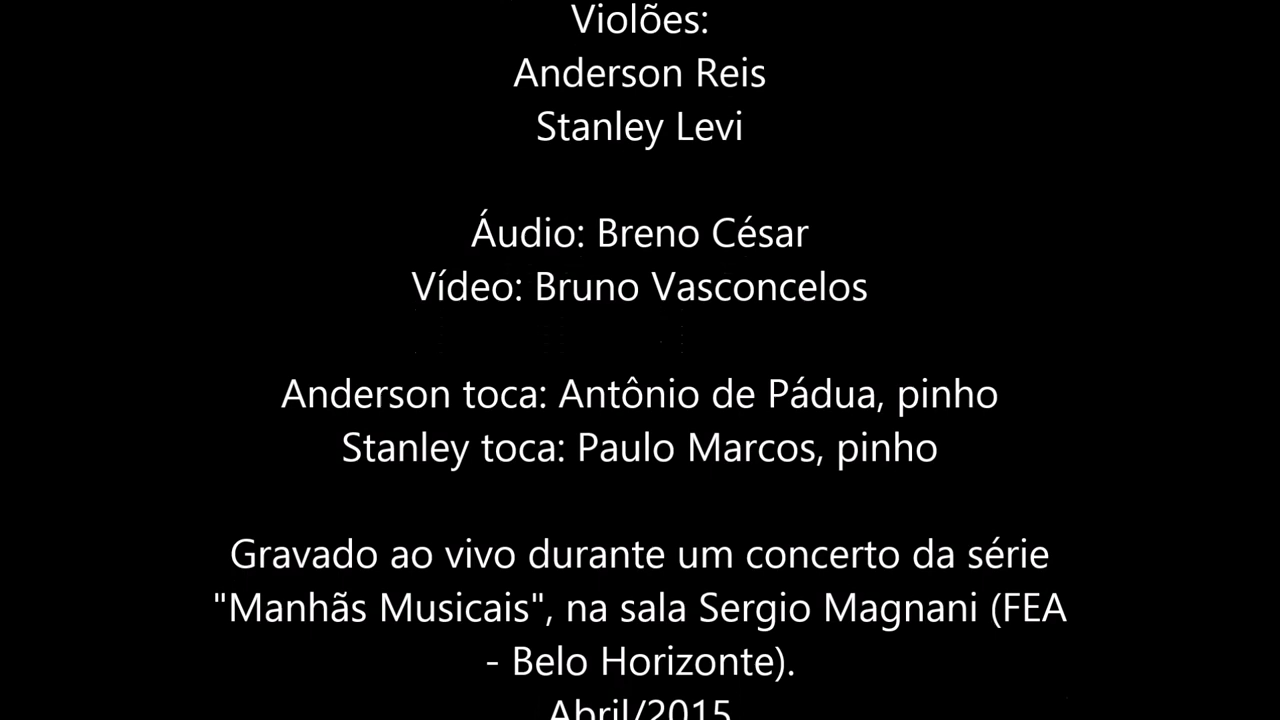 Violões:
Anderson Reis
Stanley Levi
Áudio: Breno César
Vídeo: Bruno Vasconcelos
Anderson toca: Antônio de Pádua, pinho
Stanley toca: Paulo Marcos, pinho
Gravado ao vivo durante um concerto da série
"Manhãs Musicais", na sala Sergio Magnani (FEA
- Belo Horizonte).
Abril/2015